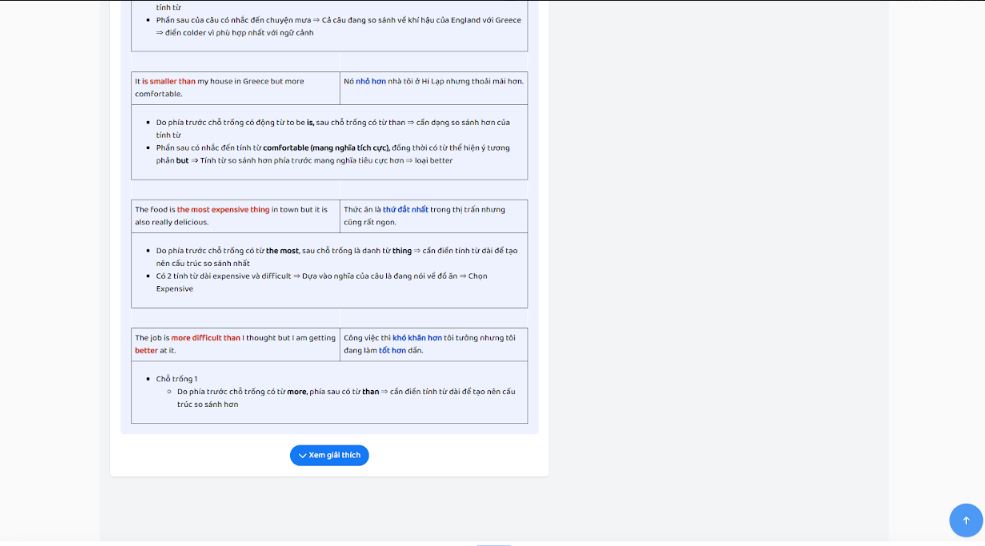 tính từ
Phần sau của câu có nhắc đến chuyện mưa ⇒ Cả câu đang so sánh về khí hậu của England với Greece
⇒ điền colder vì phù hợp nhất với ngữ cảnh
It is smaller than my house in Greece but more
comfortable.
Nó nhỏ hơn nhà tôi ở Hi Lạp nhưng thoải mái hơn.
Do phía trước chỗ trống có động từ to be is, sau chỗ trống có từ than ⇒ cần dạng so sánh hơn của
tính từ
Phần sau có nhắc đến tính từ comfortable (mang nghĩa tích cực), đồng thời có từ thể hiện ý tương
phản but ⇒ Tính từ so sánh hơn phía trước mang nghĩa tiêu cực hơn ⇒ loại better
The food is the most expensive thing in town but it is
also really delicious.
Thức ăn là thứ đắt nhất trong thị trấn nhưng
cũng rất ngon.
Do phía trước chỗ trống có từ the most, sau chỗ trống là danh từ thing ⇒ cần điền tính từ dài để tạo
nên cấu trúc so sánh nhất
Có 2 tính từ dài expensive và difficult ⇒ Dựa vào nghĩa của câu là đang nói về đồ ăn ⇒ Chọn
Expensive
The job is more difficult than I thought but I am getting
better at it.
Công việc thì khó khăn hơn tôi tưởng nhưng tôi
đang làm tốt hơn dần.
Chỗ trống 1
Do phía trước chỗ trống có từ more, phía sau có từ than ⇒ cần điền tính từ dài để tạo nên cấu
trúc so sánh hơn
Xem giải thích